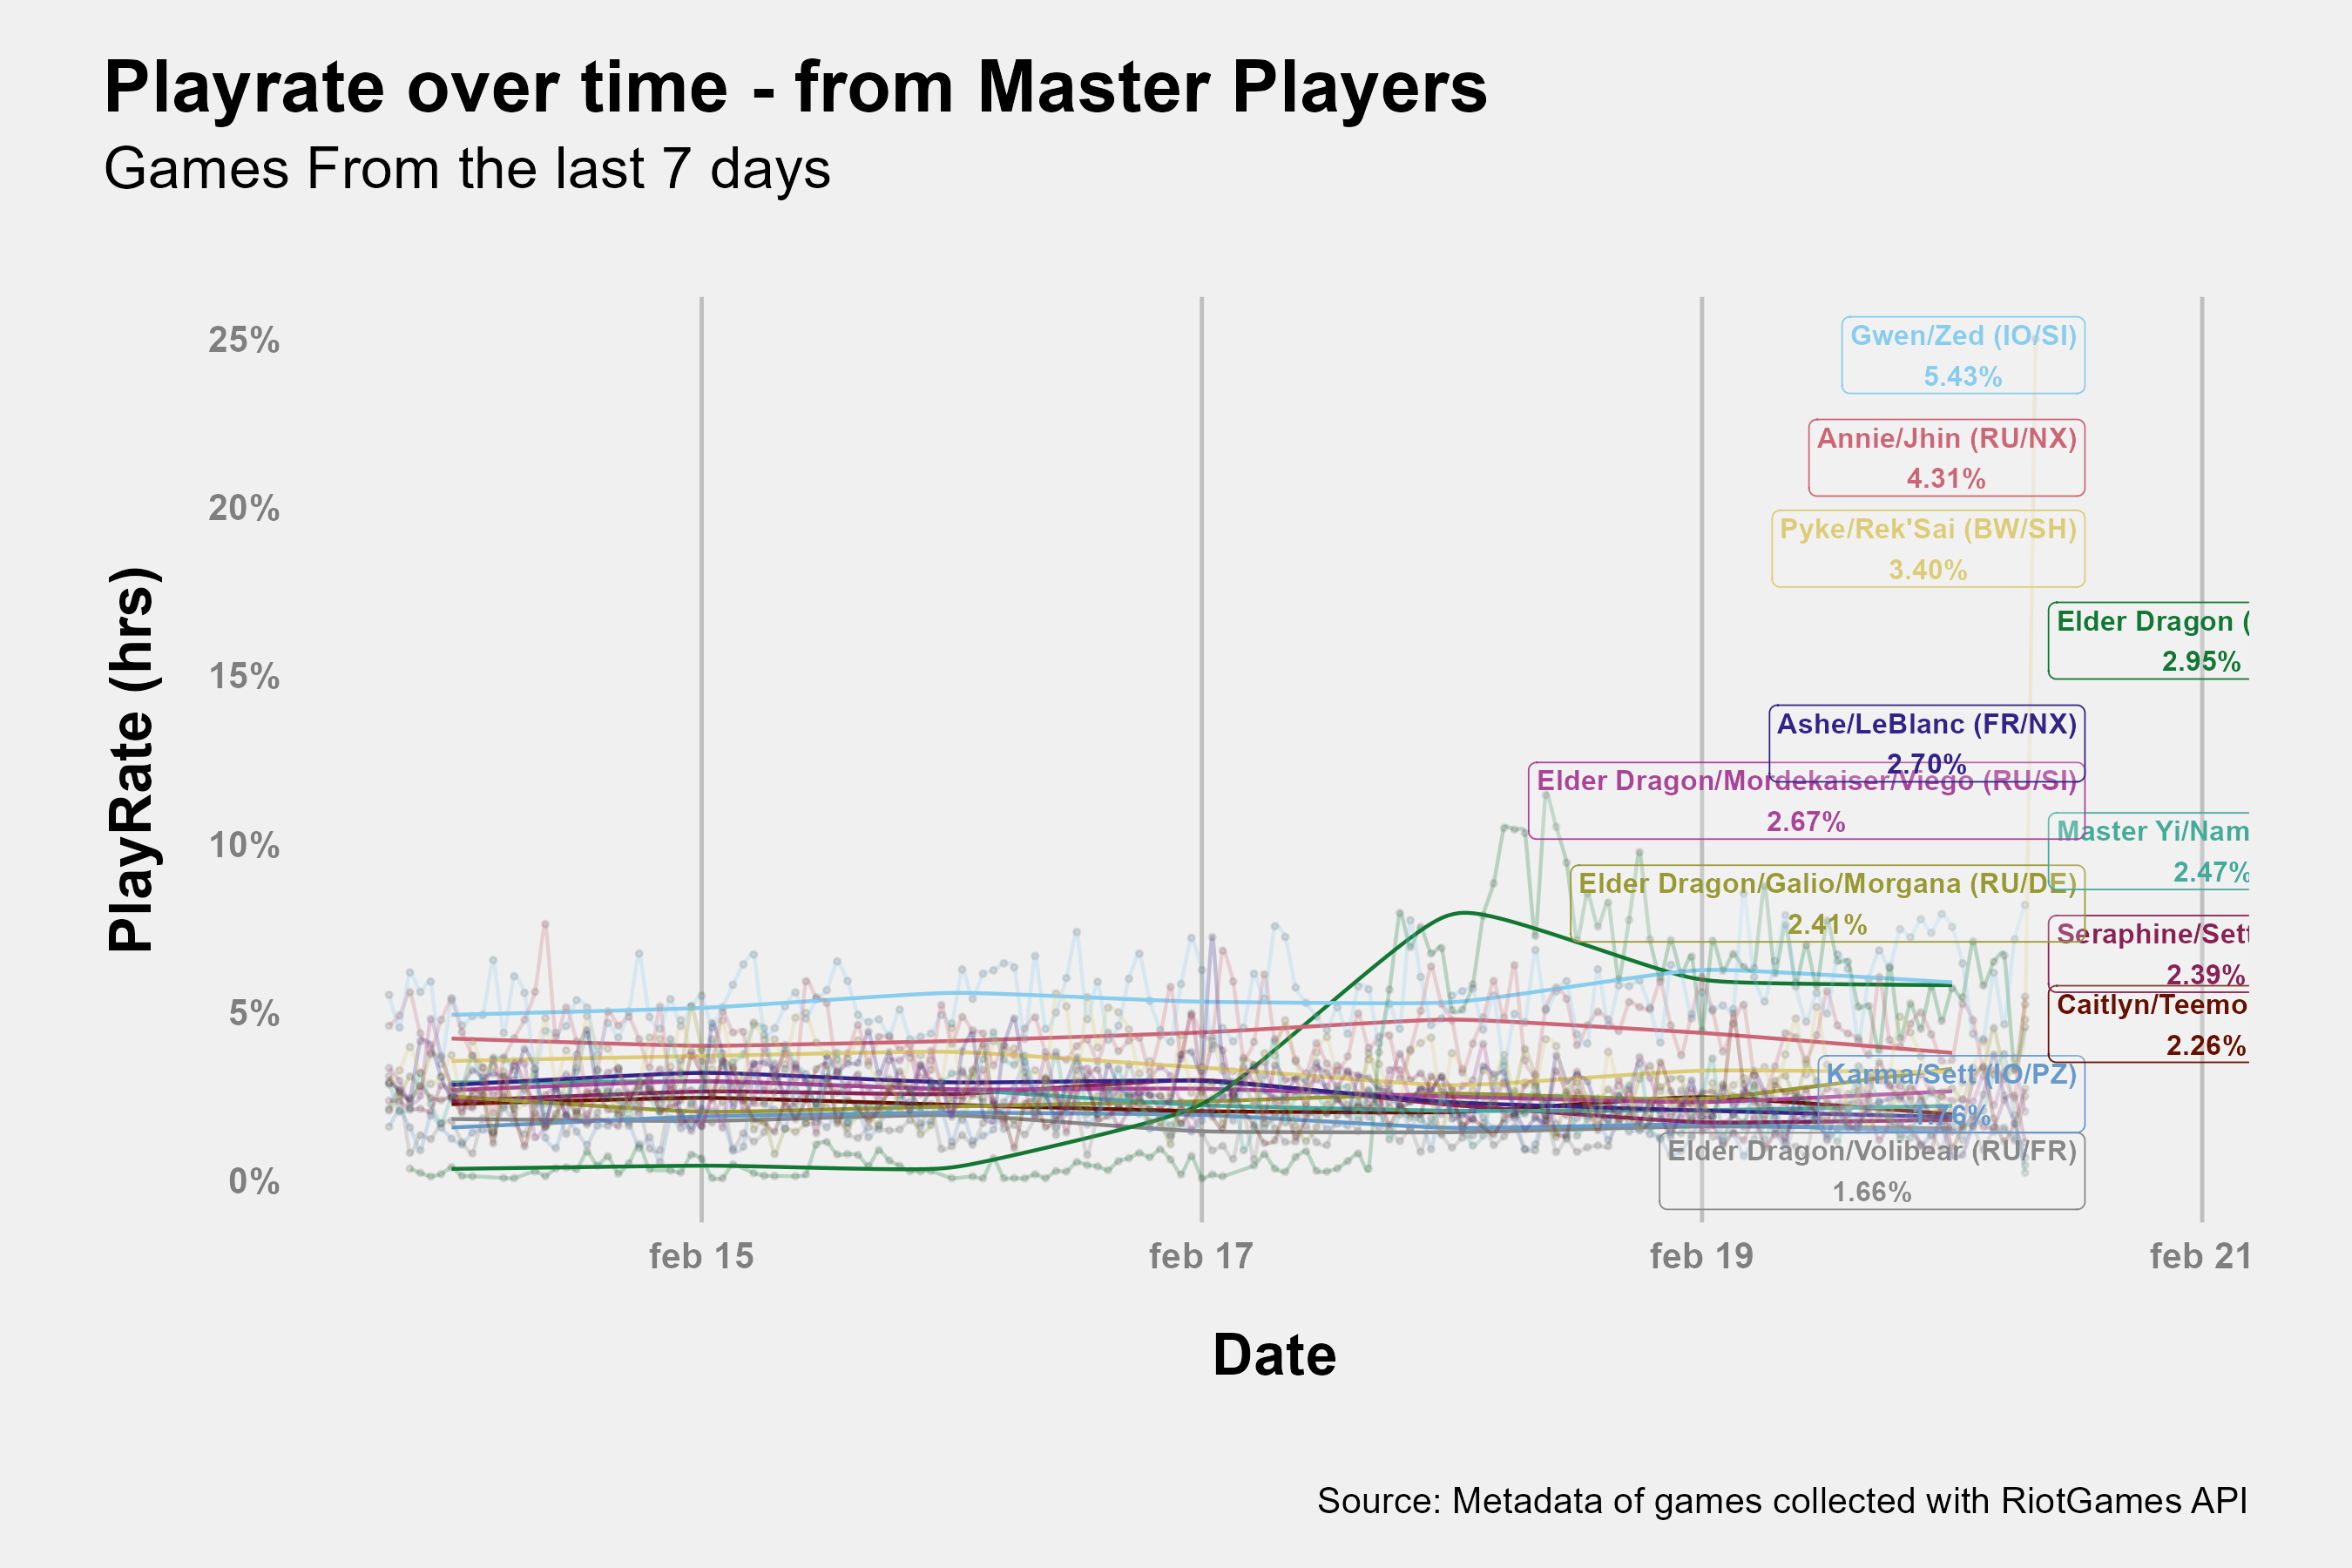 Playrate over time - from Master Players
Games From the last 7 days
PlayRate (hrs)
25%
20%
15%
10%
5%
0%
Gwen/Zed (IO/SI)
5.43%
Annie/Jhin (RU/NX)
4.31%
Pyke/Rek'Sai (BW/SH)
3.40%
Elder Dragon (
2.95%
Ashe/LeBlanc (FR/NX)
2.70%
Elder Dragon/Mordekaiser/Viego (RU/SI)
2.67%
Master Yi/Nam
2.47%
Elder Dragon/Galio/Morgana (RU/DE)
2.41%
Seraphine/Sett
2.39%
Caitlyn/Teemo
2.26%
Karma/Sett (IO/PZ)
1.76%
Elder Dragon/Volibear (RU/FR)
1.66%
feb 15
feb 17
feb 19
feb 21
Date
Source: Metadata of games collected with RiotGames API